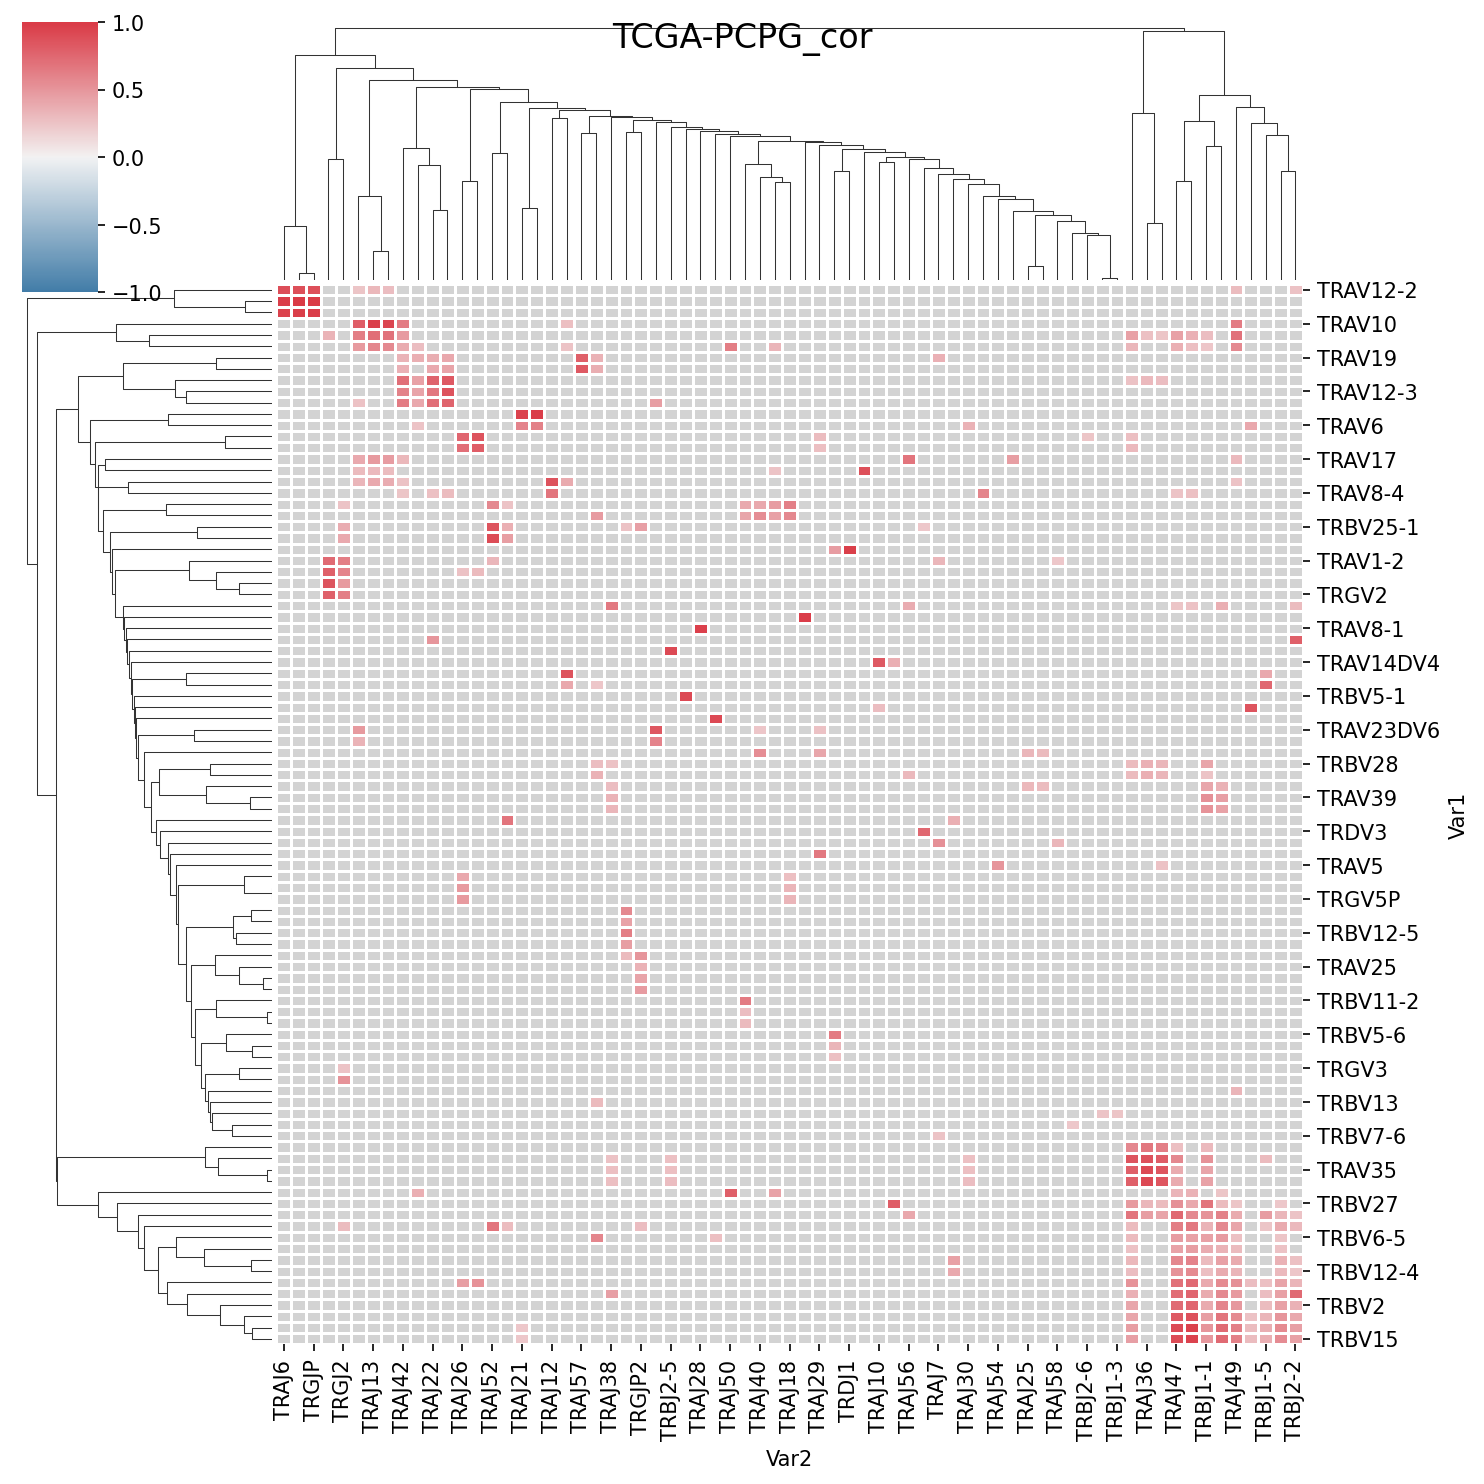 TCGA-PCPG_cor
1.0
0.5
0.0
−0.5
−1.0
TRAV12-2
TRAV10
TRAV19
TRAV12-3
TRAV6
TRAV17
TRAV8-4
TRBV25-1
TRAV1-2
TRGV2
TRAV8-1
TRAV14DV4
TRBV5-1
TRAV23DV6
TRBV28
TRAV39
TRDV3
TRAV5
TRGV5P
TRBV12-5
TRAV25
TRBV11-2
TRBV5-6
TRGV3
TRBV13
TRBV7-6
TRAV35
TRBV27
TRBV6-5
TRBV12-4
TRBV2
TRBV15
Var1
TRAJ6
TRGJP
TRGJ2
TRAJ13
TRAJ42
TRAJ22
TRAJ26
TRAJ52
TRAJ21
TRAJ12
TRAJ57
TRAJ38
TRGJP2
TRBJ2-5
TRAJ28
TRAJ50
TRAJ40
TRAJ18
TRAJ29
TRDJ1
TRAJ10
TRAJ56
TRAJ7
TRAJ30
TRAJ54
TRAJ25
TRAJ58
TRBJ2-6
TRBJ1-3
TRAJ36
TRAJ47
TRBJ1-1
TRAJ49
TRBJ1-5
TRBJ2-2
Var2